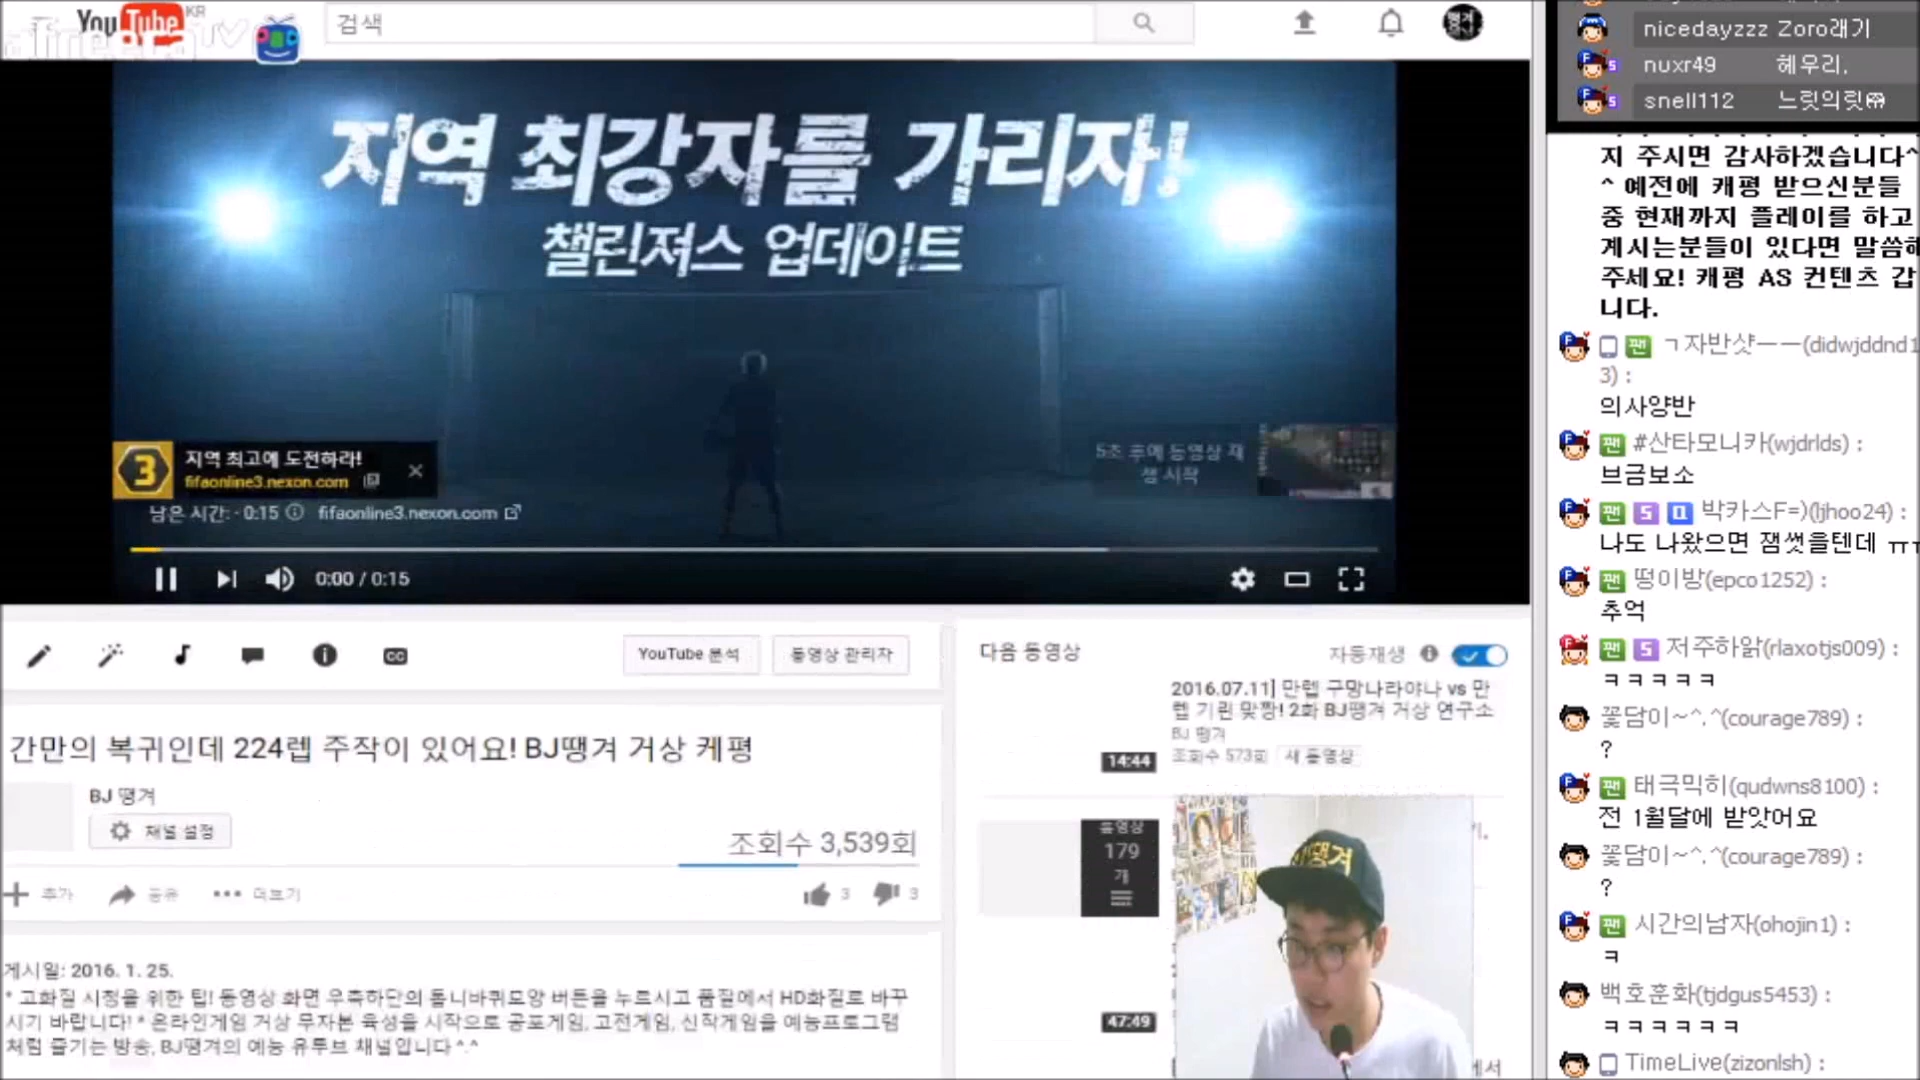 YouTube KR
검색
지역 최강자를 가리자!
챌린져스 업데이트
3
지역 최고에 도전하라!
fifaonline3.nexon.com
5초 후에 동영상 재
생 시작
남은 시간: · 0:15
fifaonline3.nexon.com
0:00 / 0:15
CC
YouTube 분석
동영상 관리자
간만의 복귀인데 224렙 주작이 있어요! BJ땡겨 거상 케평
BJ 땡겨
채널 설정
조회수 3,539회
추가
공유
더보기
3
3
게시일: 2016. 1. 25.
* 고화질 시청을 위한 팁! 동영상 화면 우측하단의 톱니바퀴모양 버튼을 누르시고 품질에서 HD화질로 바꾸
시기 바랍니다! * 온라인게임 거상 무자본 육성을 시작으로 공포게임, 고전게임, 신작게임을 예능프로그램
처럼 즐기는 방송, BJ땡겨의 예능 유투브 채널입니다 ^.^
다음 동영상
자동재생
2016.07.11] 만렙 구망나라야나 vs 만
렙 기린 맞짱! 2화 BJ땡겨 거상 연구소
BJ 땡겨
조회수 573회
새 동영상
14:44
동영상
179
개
47:49
땡겨
에서
nicedayzzz Zoro래기
nuxr49 혜우리.
snell112 느릿의릿
지 주시면 감사하겠습니다^
^ 예전에 캐평 받으신분들
중 현재까지 플레이를 하고
계시는분들이 있다면 말씀해
주세요! 캐평 AS 컨텐츠 갑
니다.
팬 ㄱ자반샷ㅡㅡ(didwjddnd1
3) :
의사양반
팬 #산타모니카(wjdrlds) :
브금보소
팬 S 박카스F=)(ljhoo24) :
나도 나왔으면 잼씃을텐데 ㅠㅠ
팬 떵이방(epco1252) :
추억
팬 S 저주하앍(rlaxotjs009) :
ㅋㅋㅋㅋㅋ
꽃담이~^.^(courage789) :
?
팬 태극믹히(qudwns8100) :
전 1월달에 받앗어요
꽃담이~^.^(courage789) :
?
팬 시간의남자(ohojin1) :
ㅋ
백호훈화(tjdgus5453) :
ㅋㅋㅋㅋㅋㅋ
TimeLive(zizonlsh) :